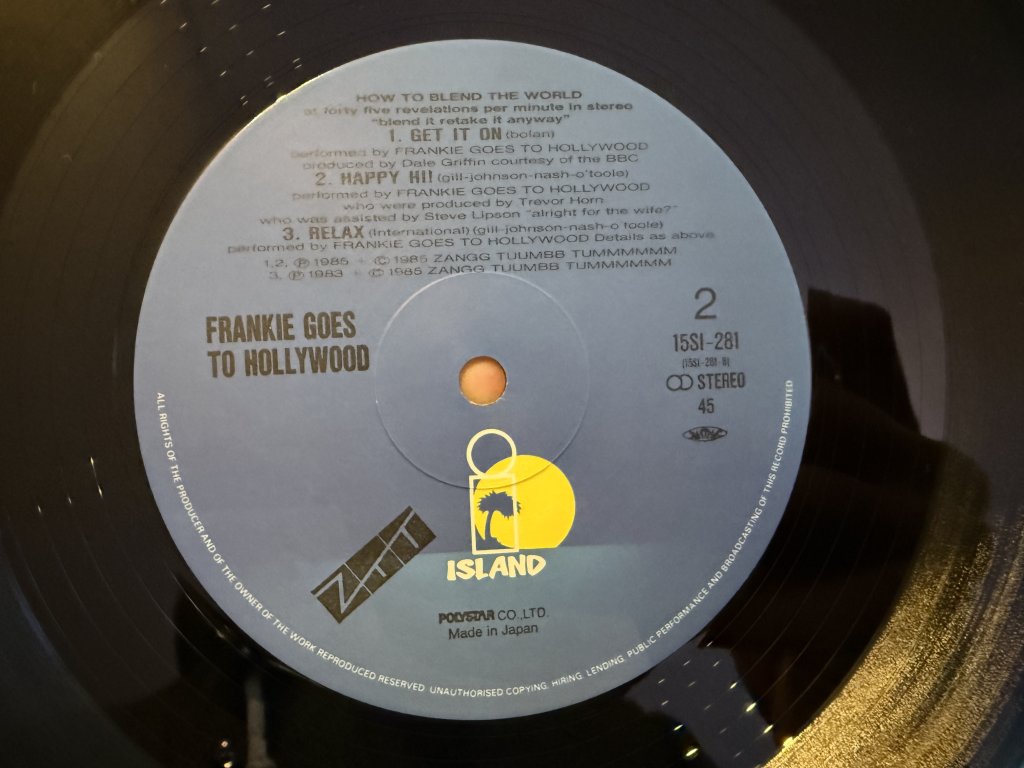 HOW TO BLEND THE WORLD
at forty five revelations per minute in stereo
"blend it retake it anyway"
1. GET IT ON (bolan)
performed by FRANKIE GOES TO HOLLYWOOD
produced by Dale Griffin courtesy of the BBC
2. HAPPY HI! (gill-johnson-nash-o'toole)
performed by FRANKIE GOES TO HOLLYWOOD
who were produced by Trevor Horn
who was assisted by Steve Lipson "alright for the wife?"
3. RELAX (International) (gill-johnson-nash-o'toole)
performed by FRANKIE GOES TO HOLLYWOOD Details as above
1,2, ℗ 1985 + © 1985 ZANGG TUUMBB TUMMMMMM
3, ℗ 1983 + © 1985 ZANGG TUUMBB TUMMMMMM
FRANKIE GOES
TO HOLLYWOOD
2
15SI-281
(15SI-281-B)
STEREO
45
ZTT
ISLAND
POLYSTAR CO.,LTD.
Made in Japan
ALL RIGHTS OF THE PRODUCER AND OF THE OWNER OF THE WORK REPRODUCED RESERVED. UNAUTHORISED COPYING, HIRING, LENDING, PUBLIC PERFORMANCE AND BROADCASTING OF THIS RECORD PROHIBITED